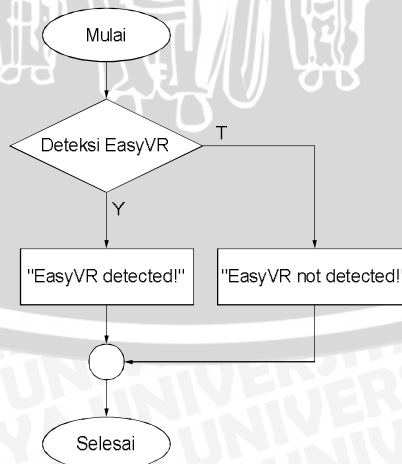 Mulai
Deteksi EasyVR
T
Y
"EasyVR detected!"
"EasyVR not detected!"
Selesai